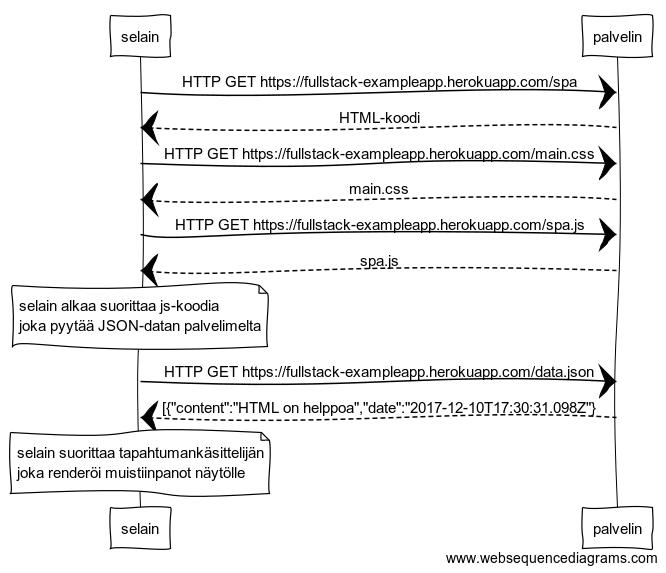 selain
palvelin
HTTP GET https://fullstack-exampleapp.herokuapp.com/spa
HTML-koodi
HTTP GET https://fullstack-exampleapp.herokuapp.com/main.css
main.css
HTTP GET https://fullstack-exampleapp.herokuapp.com/spa.js
spa.js
selain alkaa suorittaa js-koodia
joka pyytää JSON-datan palvelimelta
HTTP GET https://fullstack-exampleapp.herokuapp.com/data.json
[{"content":"HTML on helppoa","date":"2017-12-10T17:30:31.098Z"}
selain suorittaa tapahtumankäsittelijän
joka renderöi muistiinpanot näytölle
selain
palvelin
www.websequencediagrams.com